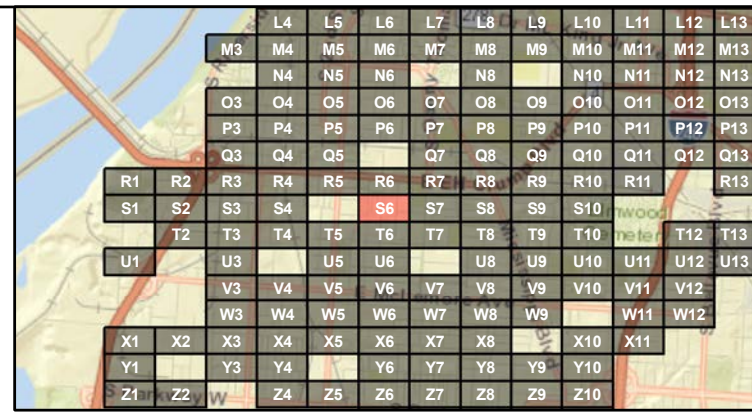 L4 L5 L6 L7 L8 L9 L10 L11 L12 L13
M3 M4 M5 M6 M7 M8 M9 M10 M11 M12 M13
N4 N5 N6 N8 N10 N11 N12 N13
O3 O4 O5 O6 O7 O8 O9 O10 O11 O12 O13
P3 P4 P5 P6 P7 P8 P9 P10 P11 P12 P13
Q3 Q4 Q5 Q7 Q8 Q9 Q10 Q11 Q12 Q13
R1 R2 R3 R4 R5 R6 R7 R8 R9 R10 R11 R13
S1 S2 S3 S4 S6 S7 S8 S9 S10
T2 T3 T4 T5 T6 T7 T8 T9 T10 T12 T13
U1 U3 U5 U6 U8 U9 U10 U11 U12 U13
V3 V4 V5 V6 V7 V8 V9 V10 V11 V12
W3 W4 W5 W6 W7 W8 W9 W11 W12
X1 X2 X3 X4 X5 X6 X7 X8 X10 X11
Y1 Y3 Y4 Y6 Y7 Y8 Y9 Y10
Z1 Z2 Z4 Z5 Z6 Z7 Z8 Z9 Z10